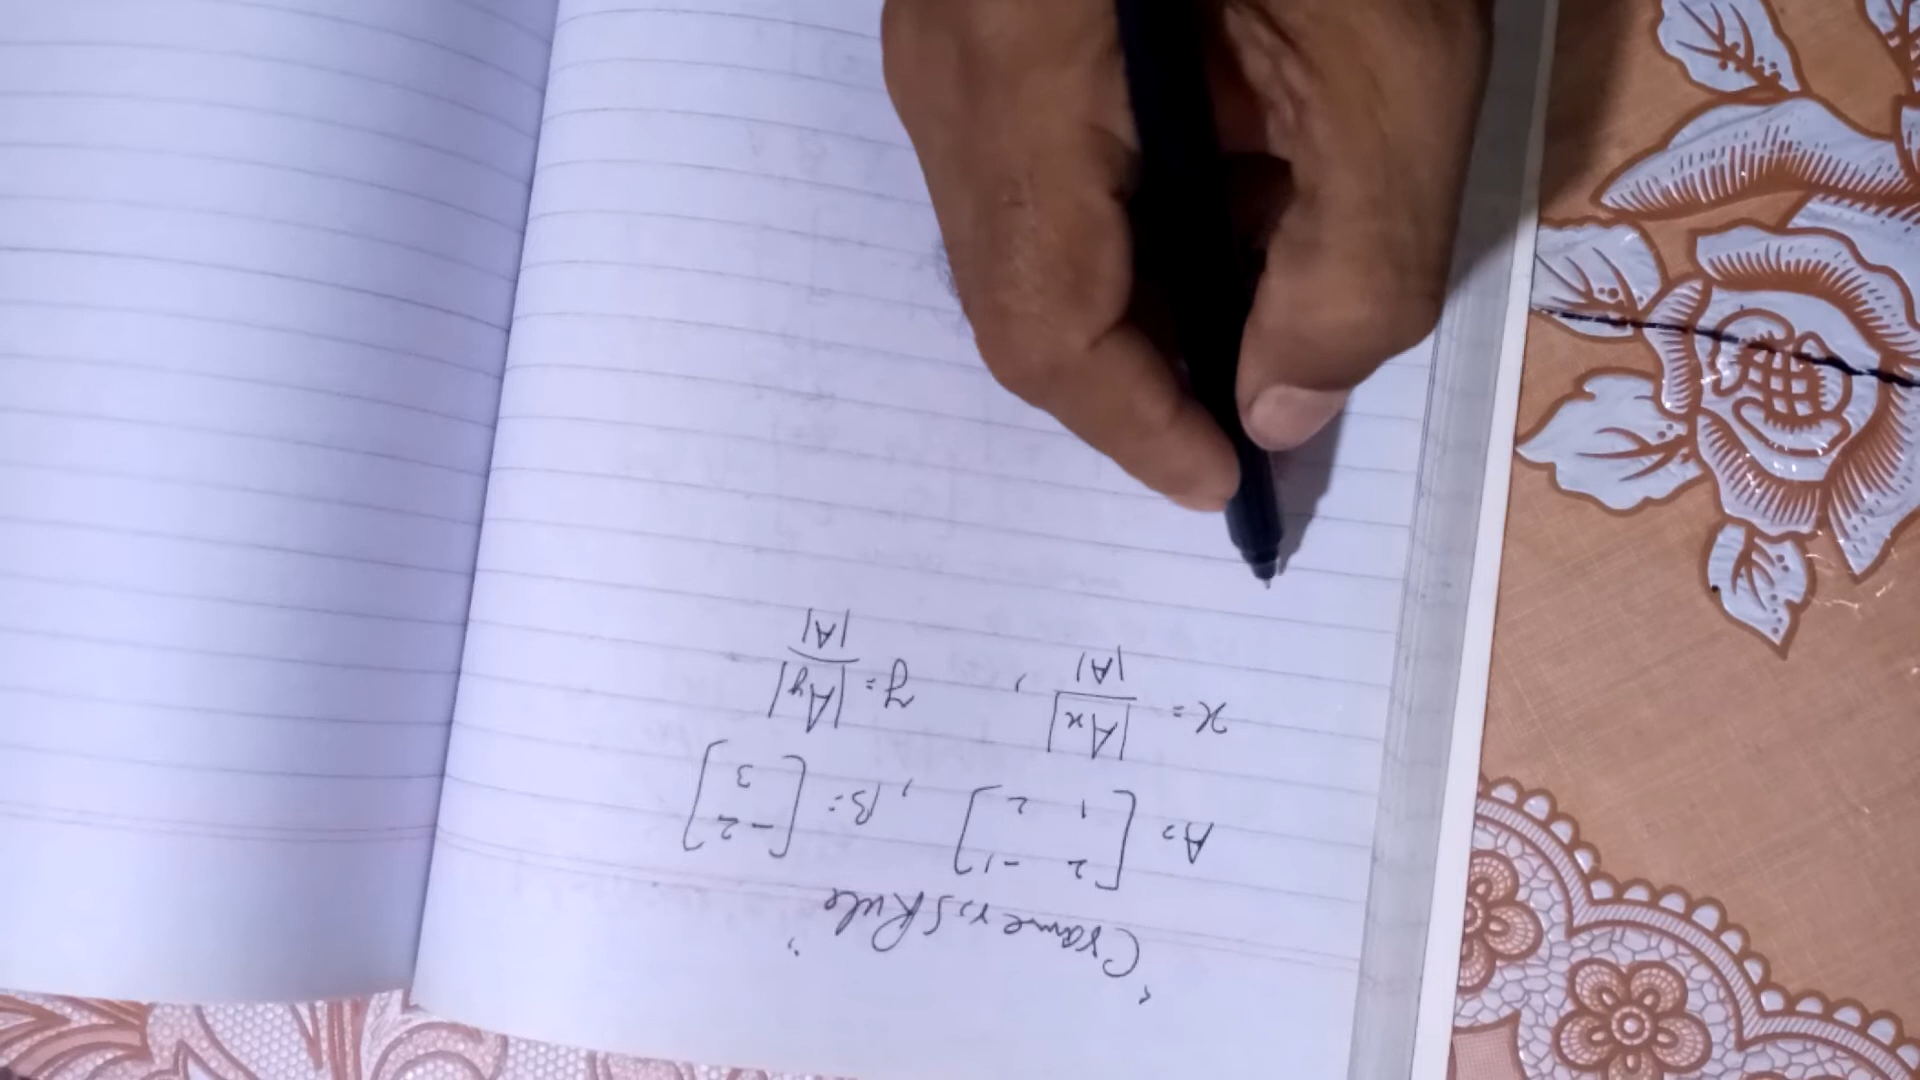 "Cramer,s Rule"
A= [2 -1
1 2], B= [-2
3]
x= |Ax|/|A| , y= |Ay|/|A|